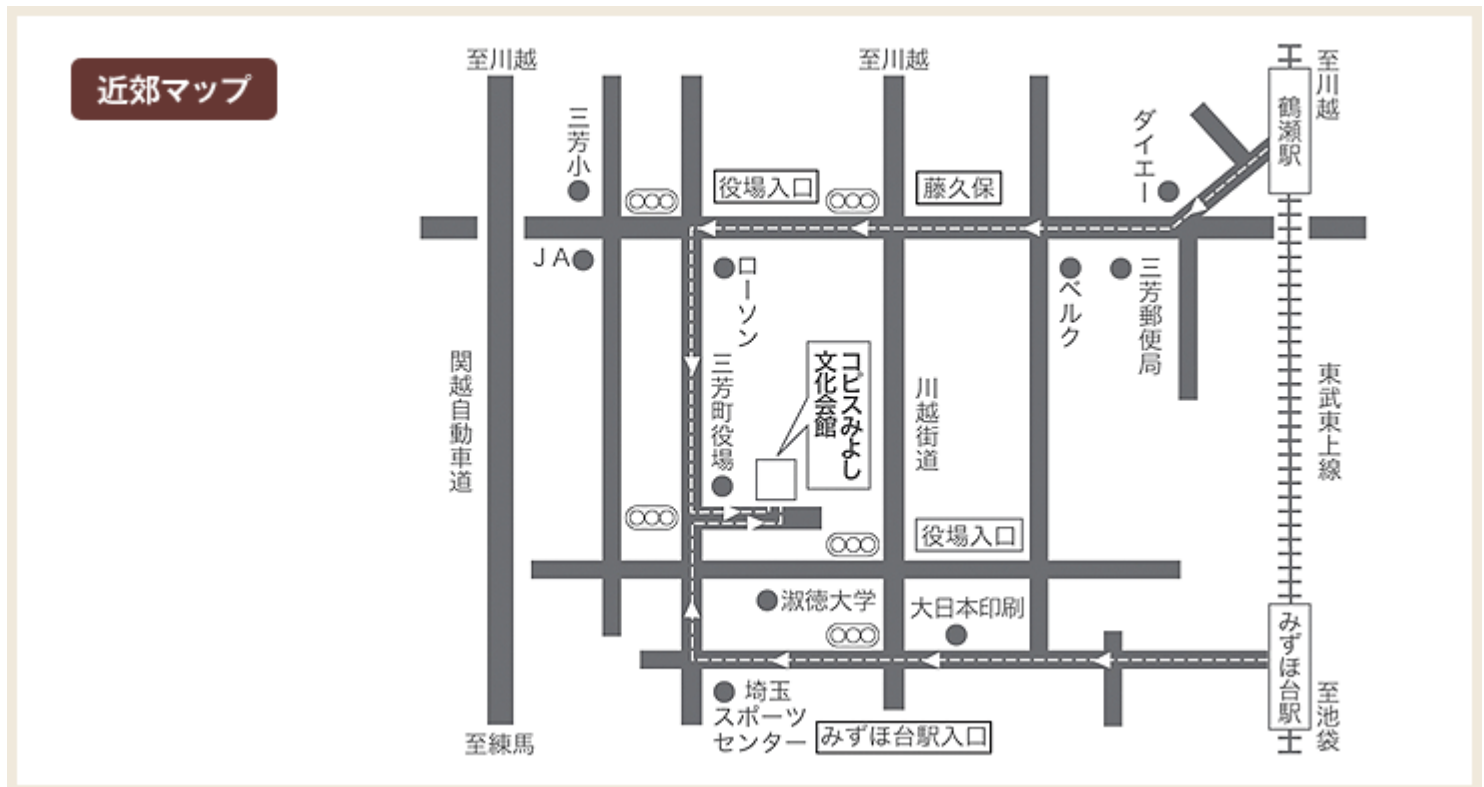 近郊マップ
至川越
至川越
至川越
鶴瀬駅
三芳小
役場入口
藤久保
ダイエー
JA
ローソン
ベルク
三芳郵便局
関越自動車道
三芳町役場
コピスみよし
文化会館
川越街道
東武東上線
役場入口
淑徳大学
大日本印刷
みずほ台駅
埼玉
スポーツ
センター
みずほ台駅入口
至練馬
至池袋